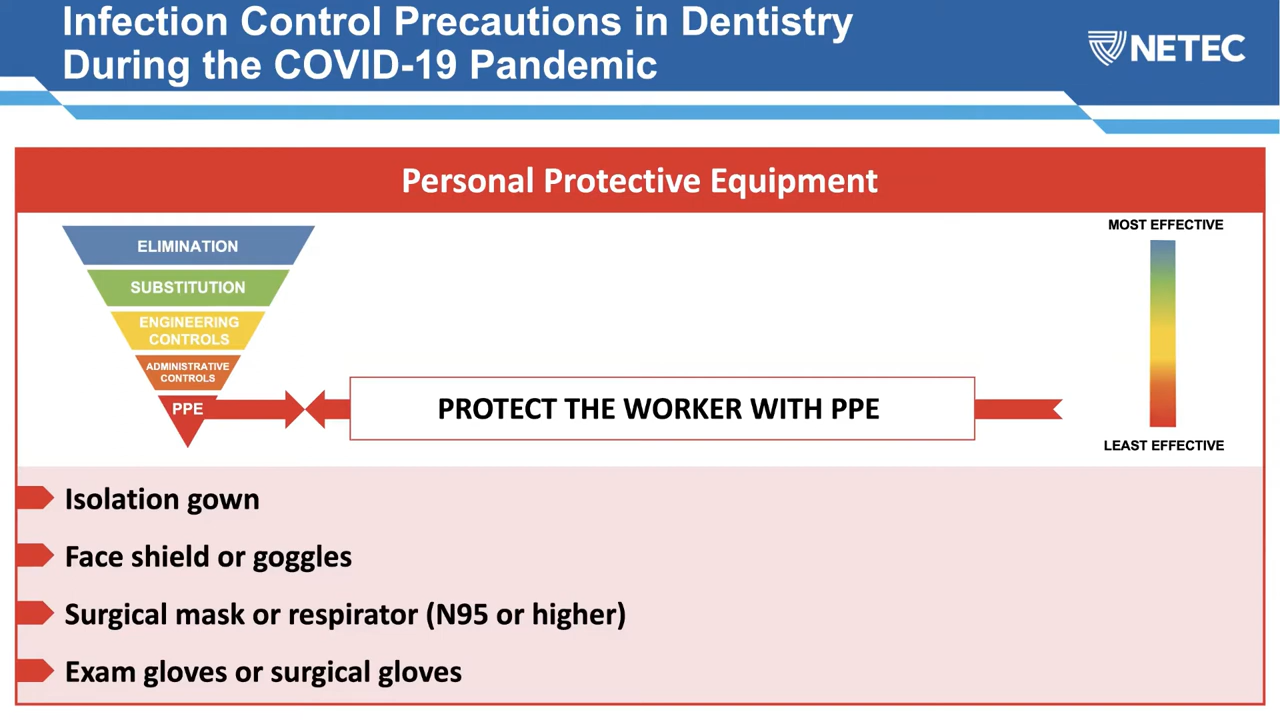 Infection Control Precautions in Dentistry
During the COVID-19 Pandemic
NETEC
Personal Protective Equipment
ELIMINATION
SUBSTITUTION
ENGINEERING
CONTROLS
ADMINISTRATIVE
CONTROLS
PPE
PROTECT THE WORKER WITH PPE
MOST EFFECTIVE
LEAST EFFECTIVE
Isolation gown
Face shield or goggles
Surgical mask or respirator (N95 or higher)
Exam gloves or surgical gloves